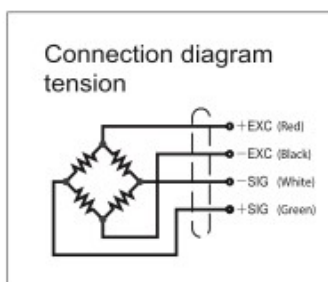 Connection diagram
tension
+EXC (Red)
−EXC (Black)
−SIG (White)
+SIG (Green)